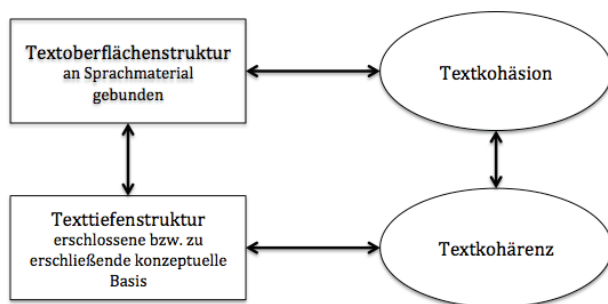 Textoberflächenstruktur
an Sprachmaterial
gebunden
Textkohäsion
Texttiefenstruktur
erschlossene bzw. zu
erschließende konzeptuelle
Basis
Textkohärenz